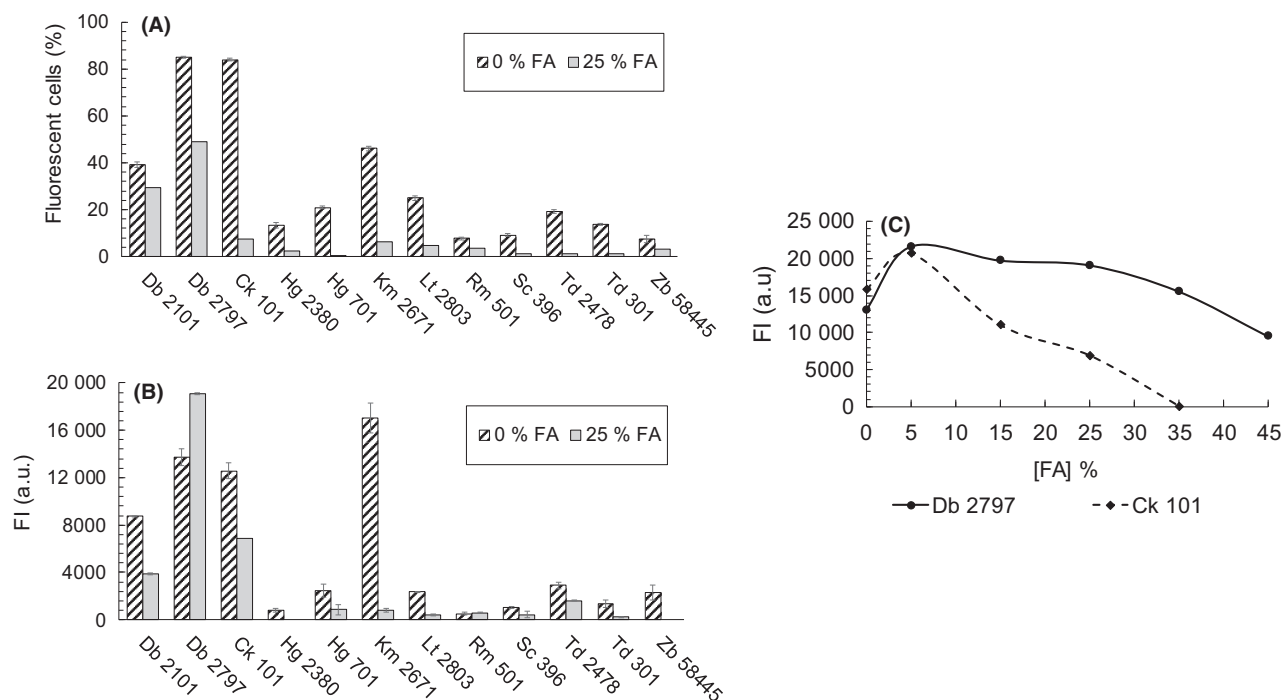 (A)
Fluorescent cells (%)
100
80
60
40
20
0
0 % FA 25 % FA
Db 2101
Db 2797
Ck 101
Hg 2380
Hg 701
Km 2671
Lt 2803
Rm 501
Sc 396
Td 2478
Td 301
Zb 58445
(B)
FI (a.u.)
20 000
16 000
12 000
8000
4000
0
0 % FA 25 % FA
Db 2101
Db 2797
Ck 101
Hg 2380
Hg 701
Km 2671
Lt 2803
Rm 501
Sc 396
Td 2478
Td 301
Zb 58445
(C)
FI (a.u)
25 000
20 000
15 000
10 000
5000
0
0 5 10 15 20 25 30 35 40 45
[FA] %
Db 2797 Ck 101